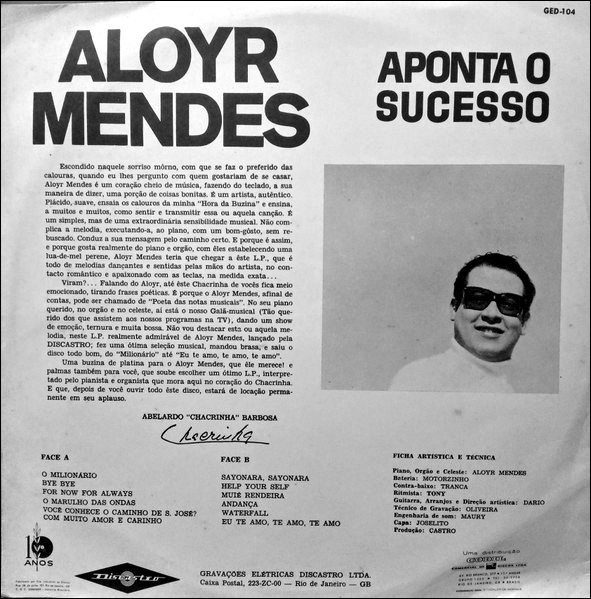 GED-104
ALOYR
MENDES
APONTA O
SUCESSO
Escondido naquele sorriso môrno, com que se faz o preferido das
calouras, quando eu lhes pergunto com quem gostariam de se casar,
Aloyr Mendes é um coração cheio de música, fazendo do teclado, a sua
maneira de dizer, uma porção de coisas bonitas. É um artista, autêntico.
Plácido, suave, ensaia os calouros da minha "Hora da Buzina" e ensina,
a muitos e muitos, como sentir e transmitir essa ou aquela canção. É
um simples, mas de uma extraordinária sensibilidade musical. Não com-
plica a melodia, executando-a, ao piano, com um bom-gôsto, sem re-
buscado. Conduz a sua mensagem pelo caminho certo. E porque é assim,
e porque gosta realmente do piano e orgão, com êles estabelecendo uma
lua-de-mel perene, Aloyr Mendes teria que chegar a êste L.P., que é
todo de melodias dançantes e sentidas pelas mãos do artista, no con-
tacto romântico e apaixonado com as teclas, na medida exata...
Viram?... Falando do Aloyr, até êste Chacrinha de vocês fica meio
emocionado, tirando frases poéticas. É porque o Aloyr Mendes, afinal de
contas, pode ser chamado de "Poeta das notas musicais". No seu piano
querido, no orgão e no celeste, aí está o nosso Galã-musical (Tão que-
rido dos que assistem aos nossos programas na TV), dando um show
de emoção, ternura e muita bossa. Não vou destacar esta ou aquela me-
lodia, neste L.P. realmente admirável de Aloyr Mendes, lançado pela
DISCASTRO; fez uma ótima seleção musical, mandou brasa, e saiu o
disco todo bom, do "Milionário" até "Eu te amo, te amo, te amo".
Uma buzina de platina para o Aloyr Mendes, que êle merece! e
palmas também para você, que soube escolher um ótimo L.P., interpre-
tado pelo pianista e organista que mora aqui no coração do Chacrinha.
E que, depois de você ouvir todo êste disco, estará de locação perma-
nente em seu aplauso.
ABELARDO "CHACRINHA" BARBOSA
Chacrinha
FACE A
O MILIONÁRIO
BYE BYE
FOR NOW FOR ALWAYS
O MARULHO DAS ONDAS
VOCÊ CONHECE O CAMINHO DE S. JOSÉ?
COM MUITO AMOR E CARINHO
FACE B
SAYONARA, SAYONARA
HELP YOUR SELF
MUIÉ RENDEIRA
ANDANÇA
WATERFALL
EU TE AMO, TE AMO, TE AMO
FICHA ARTISTICA E TÉCNICA
Piano, Orgão e Celeste: ALOYR MENDES
Bateria: MOTORZINHO
Contra-baixo: TRANCA
Ritmista: TONY
Guitarra, Arranjos e Direção artística: DARIO
Técnico de Gravação: OLIVEIRA
Engenharia de som: MAURY
Capa: JOSELITO
Produção: CASTRO
10
ANOS
Discastro
GRAVAÇÕES ELÉTRICAS DISCASTRO LTDA.
Caixa Postal, 223-ZC-00 — Rio de Janeiro — GB
Uma distribuição